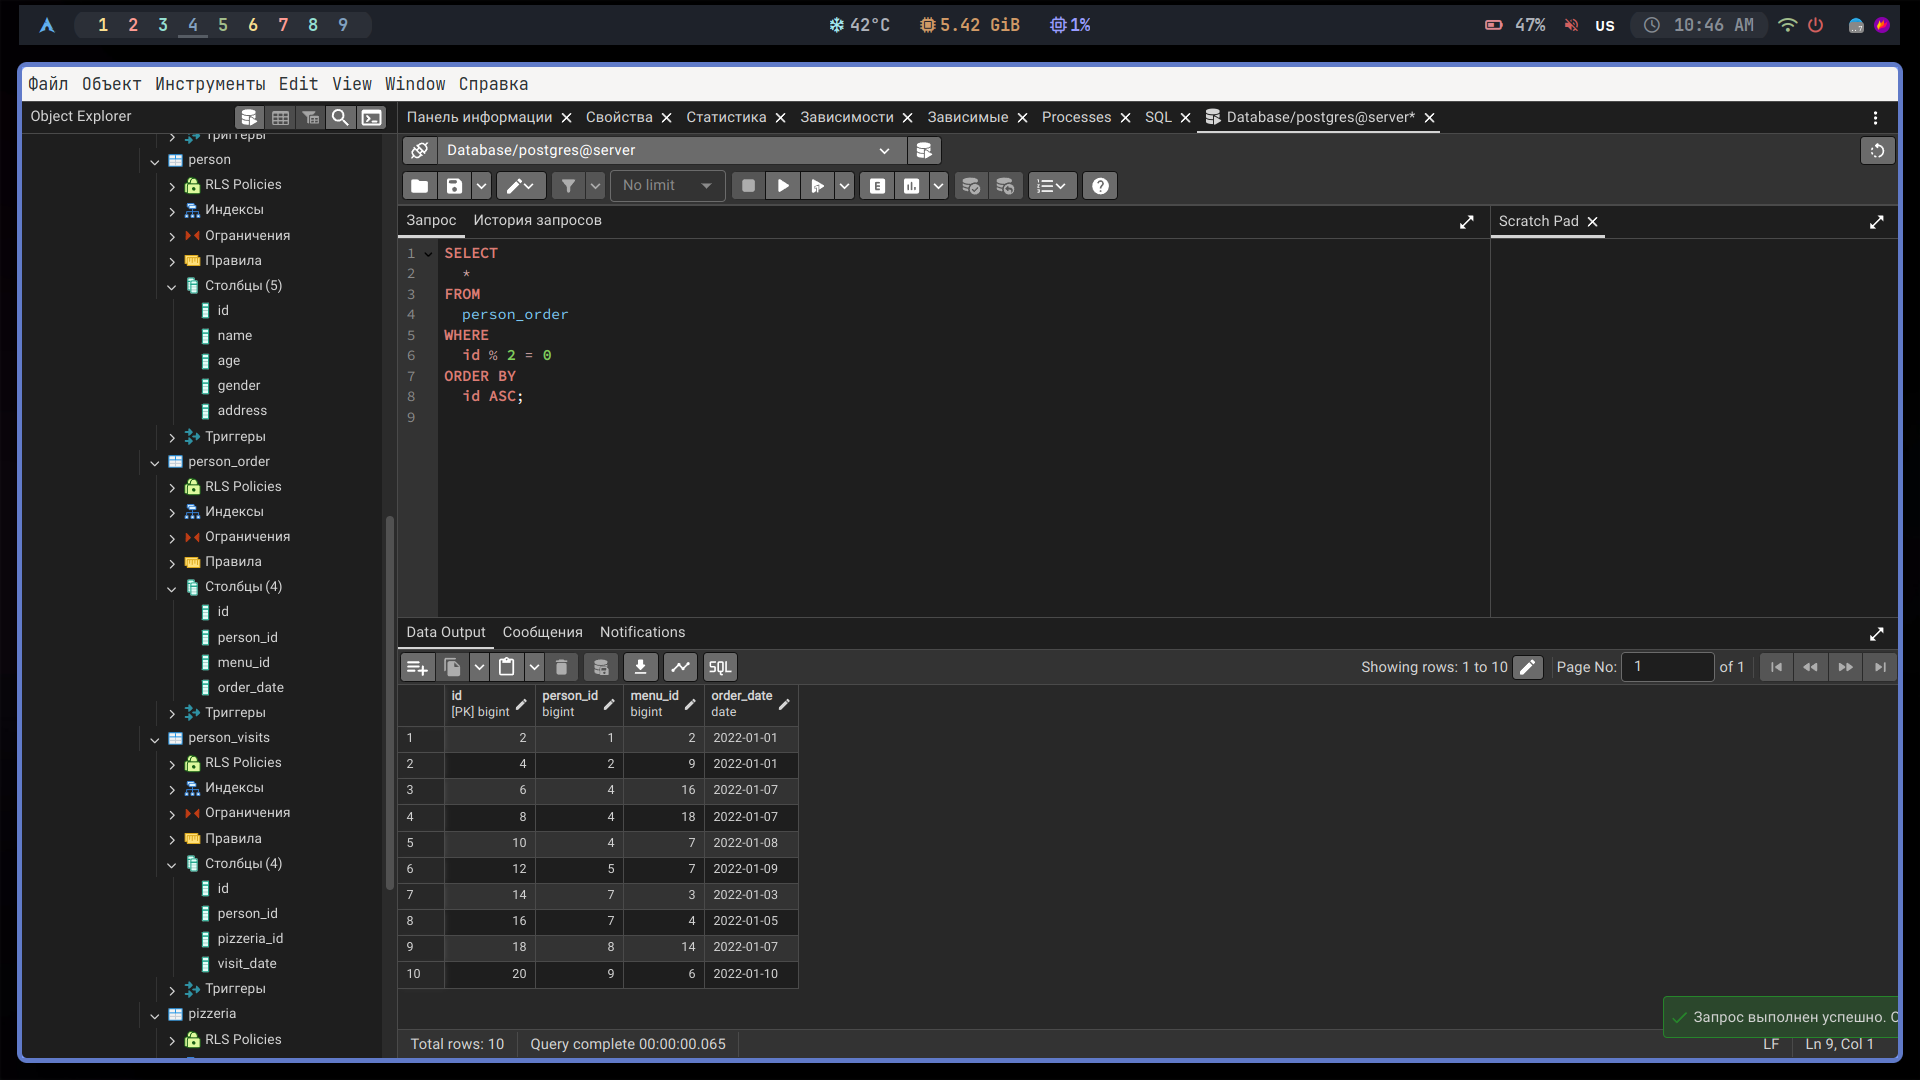 1 2 3 4 5 6 7 8 9
42°C 5.42 GiB 1%
47% US 10:46 AM
Файл Объект Инструменты Edit View Window Справка
Object Explorer
Панель информации Свойства Статистика Зависимости Зависимые Processes SQL Database/postgres@server*
Database/postgres@server
No limit
E
Запрос История запросов
Scratch Pad
Триггеры
person
RLS Policies
Индексы
Ограничения
Правила
Столбцы (5)
id
name
age
gender
address
Триггеры
person_order
RLS Policies
Индексы
Ограничения
Правила
Столбцы (4)
id
person_id
menu_id
order_date
Триггеры
person_visits
RLS Policies
Индексы
Ограничения
Правила
Столбцы (4)
id
person_id
pizzeria_id
visit_date
Триггеры
pizzeria
RLS Policies
1 SELECT
2 *
3 FROM
4 person_order
5 WHERE
6 id % 2 = 0
7 ORDER BY
8 id ASC;
9
Data Output Сообщения Notifications
SQL Showing rows: 1 to 10 Page No: 1 of 1
id person_id menu_id order_date
[PK] bigint bigint bigint date
1 2 1 2 2022-01-01
2 4 2 9 2022-01-01
3 6 4 16 2022-01-07
4 8 4 18 2022-01-07
5 10 4 7 2022-01-08
6 12 5 7 2022-01-09
7 14 7 3 2022-01-03
8 16 7 4 2022-01-05
9 18 8 14 2022-01-07
10 20 9 6 2022-01-10
Запрос выполнен успешно.
Total rows: 10 Query complete 00:00:00.065 LF Ln 9, Col 1